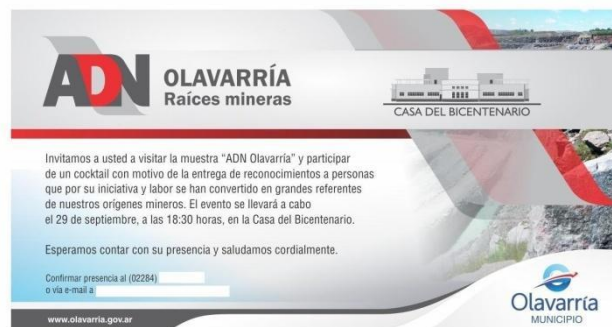 ADN OLAVARRÍA
Raíces mineras
CASA DEL BICENTENARIO
Invitamos a usted a visitar la muestra "ADN Olavarría" y participar
de un cocktail con motivo de la entrega de reconocimientos a personas
que por su iniciativa y labor se han convertido en grandes referentes
de nuestros orígenes mineros. El evento se llevará a cabo
el 29 de septiembre, a las 18:30 horas, en la Casa del Bicentenario.
Esperamos contar con su presencia y saludamos cordialmente.
Confirmar presencia al (02284)
o vía e-mail a
www.olavarria.gov.ar
Olavarría
MUNICIPIO